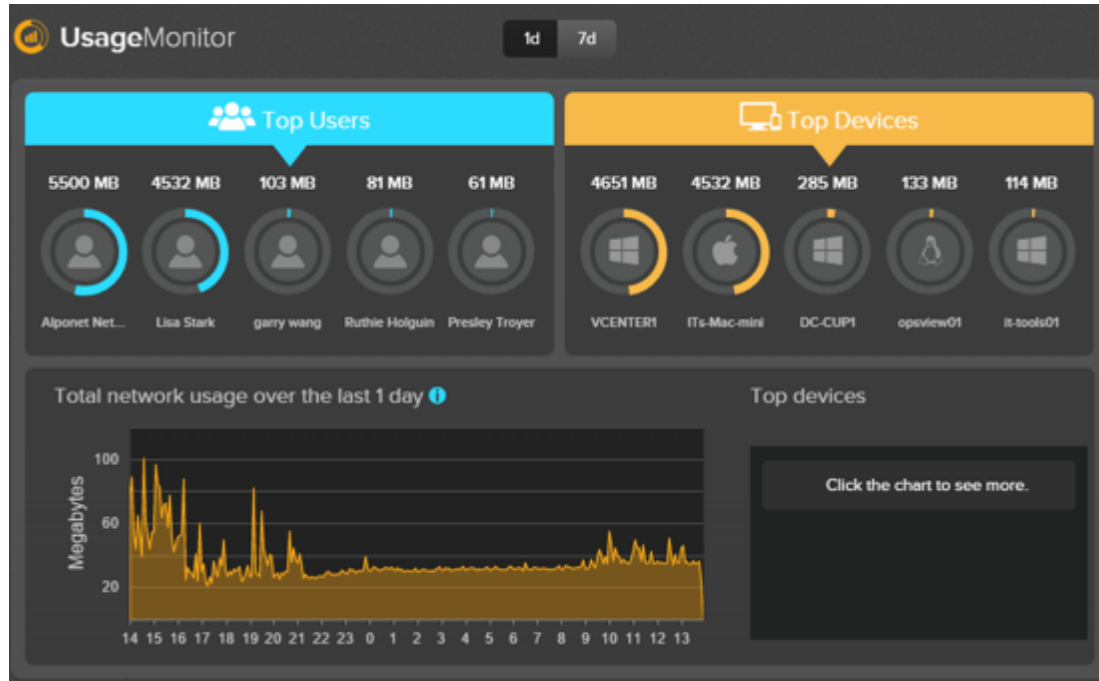 UsageMonitor
1d 7d
Top Users
5500 MB 4532 MB 103 MB 81 MB 61 MB
Alponet Net... Lisa Stark garry wang Ruthie Holguin Presley Troyer
Top Devices
4651 MB 4532 MB 285 MB 133 MB 114 MB
VCENTER1 ITs-Mac-mini DC-CUP1 opsview01 it-tools01
Total network usage over the last 1 day i
Megabytes
100
60
20
14 15 16 17 18 19 20 21 22 23 0 1 2 3 4 5 6 7 8 9 10 11 12 13
Top devices
Click the chart to see more.